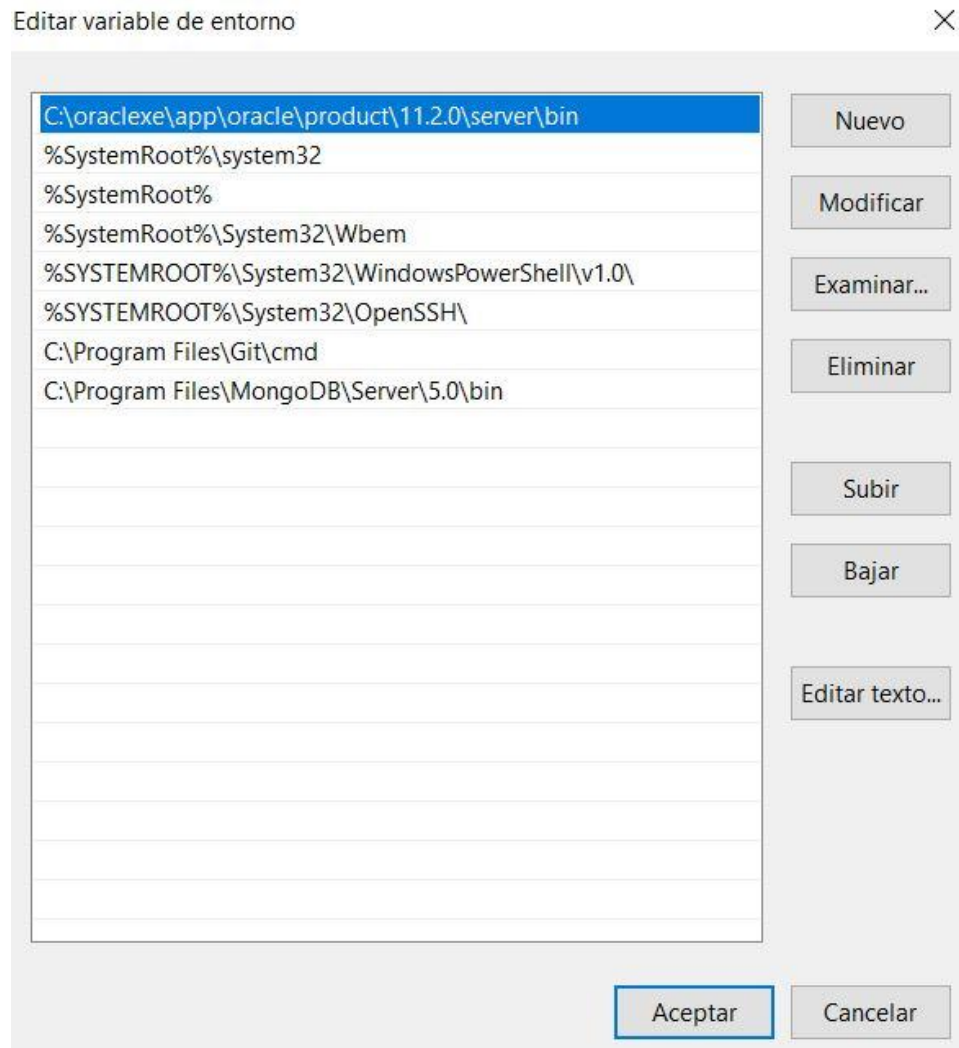 Editar variable de entorno
C:\oraclexe\app\oracle\product\11.2.0\server\bin
%SystemRoot%\system32
%SystemRoot%
%SystemRoot%\System32\Wbem
%SYSTEMROOT%\System32\WindowsPowerShell\v1.0\
%SYSTEMROOT%\System32\OpenSSH\
C:\Program Files\Git\cmd
C:\Program Files\MongoDB\Server\5.0\bin
Nuevo
Modificar
Examinar...
Eliminar
Subir
Bajar
Editar texto...
Aceptar
Cancelar